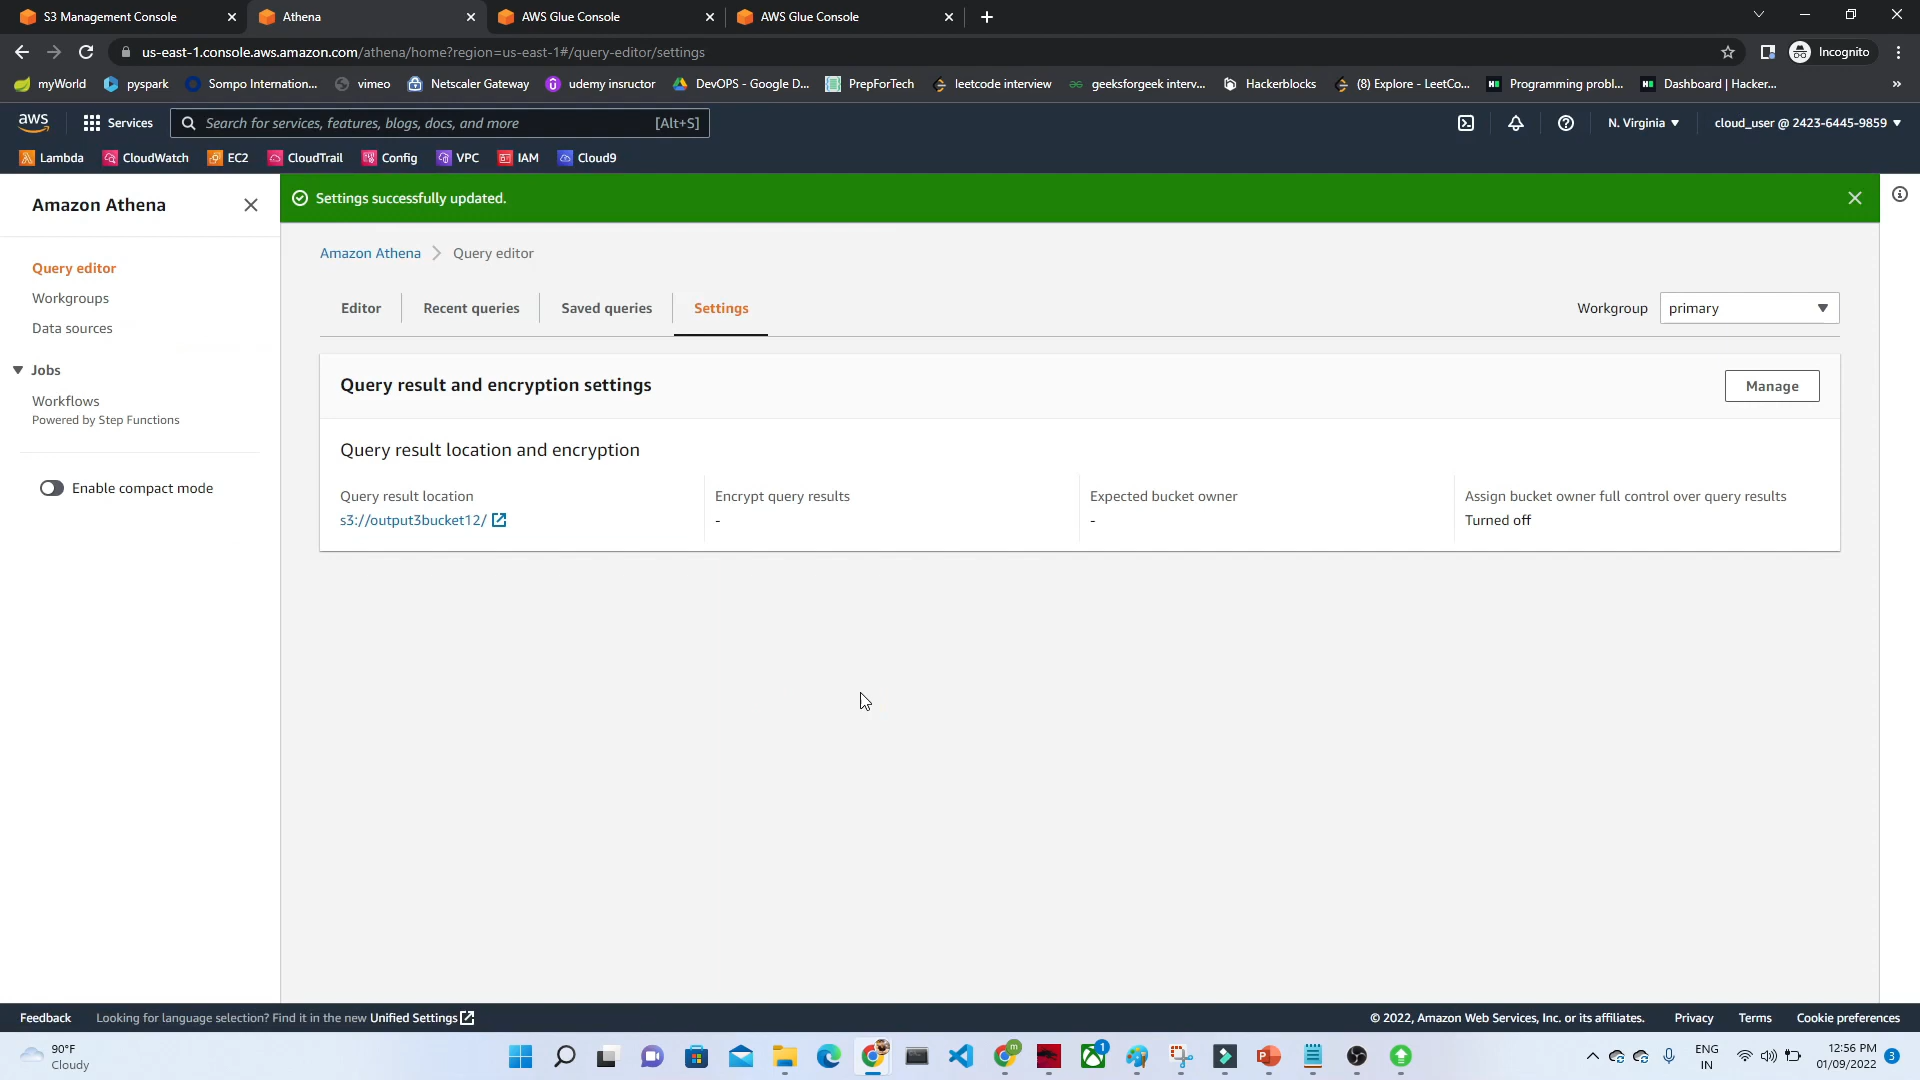 S3 Management Console
Athena
AWS Glue Console
AWS Glue Console
us-east-1.console.aws.amazon.com/athena/home?region=us-east-1#/query-editor/settings
Incognito
myWorld
pyspark
Sompo Internation...
vimeo
Netscaler Gateway
udemy insructor
DevOPS - Google D...
PrepForTech
leetcode interview
geeksforgeek interv...
Hackerblocks
(8) Explore - LeetCo...
Programming probl...
Dashboard | Hacker...
»
aws
Services
Search for services, features, blogs, docs, and more
[Alt+S]
N. Virginia
cloud_user @ 2423-6445-9859
Lambda
CloudWatch
EC2
CloudTrail
Config
VPC
IAM
Cloud9
Amazon Athena
Settings successfully updated.
Query editor
Workgroups
Data sources
Jobs
Workflows
Powered by Step Functions
Enable compact mode
Amazon Athena
Query editor
Editor
Recent queries
Saved queries
Settings
Workgroup
primary
Query result and encryption settings
Manage
Query result location and encryption
Query result location
s3://output3bucket12/
Encrypt query results
-
Expected bucket owner
-
Assign bucket owner full control over query results
Turned off
Feedback
Looking for language selection? Find it in the new Unified Settings
© 2022, Amazon Web Services, Inc. or its affiliates.
Privacy
Terms
Cookie preferences
90°F
Cloudy
ENG
IN
12:56 PM
01/09/2022
3